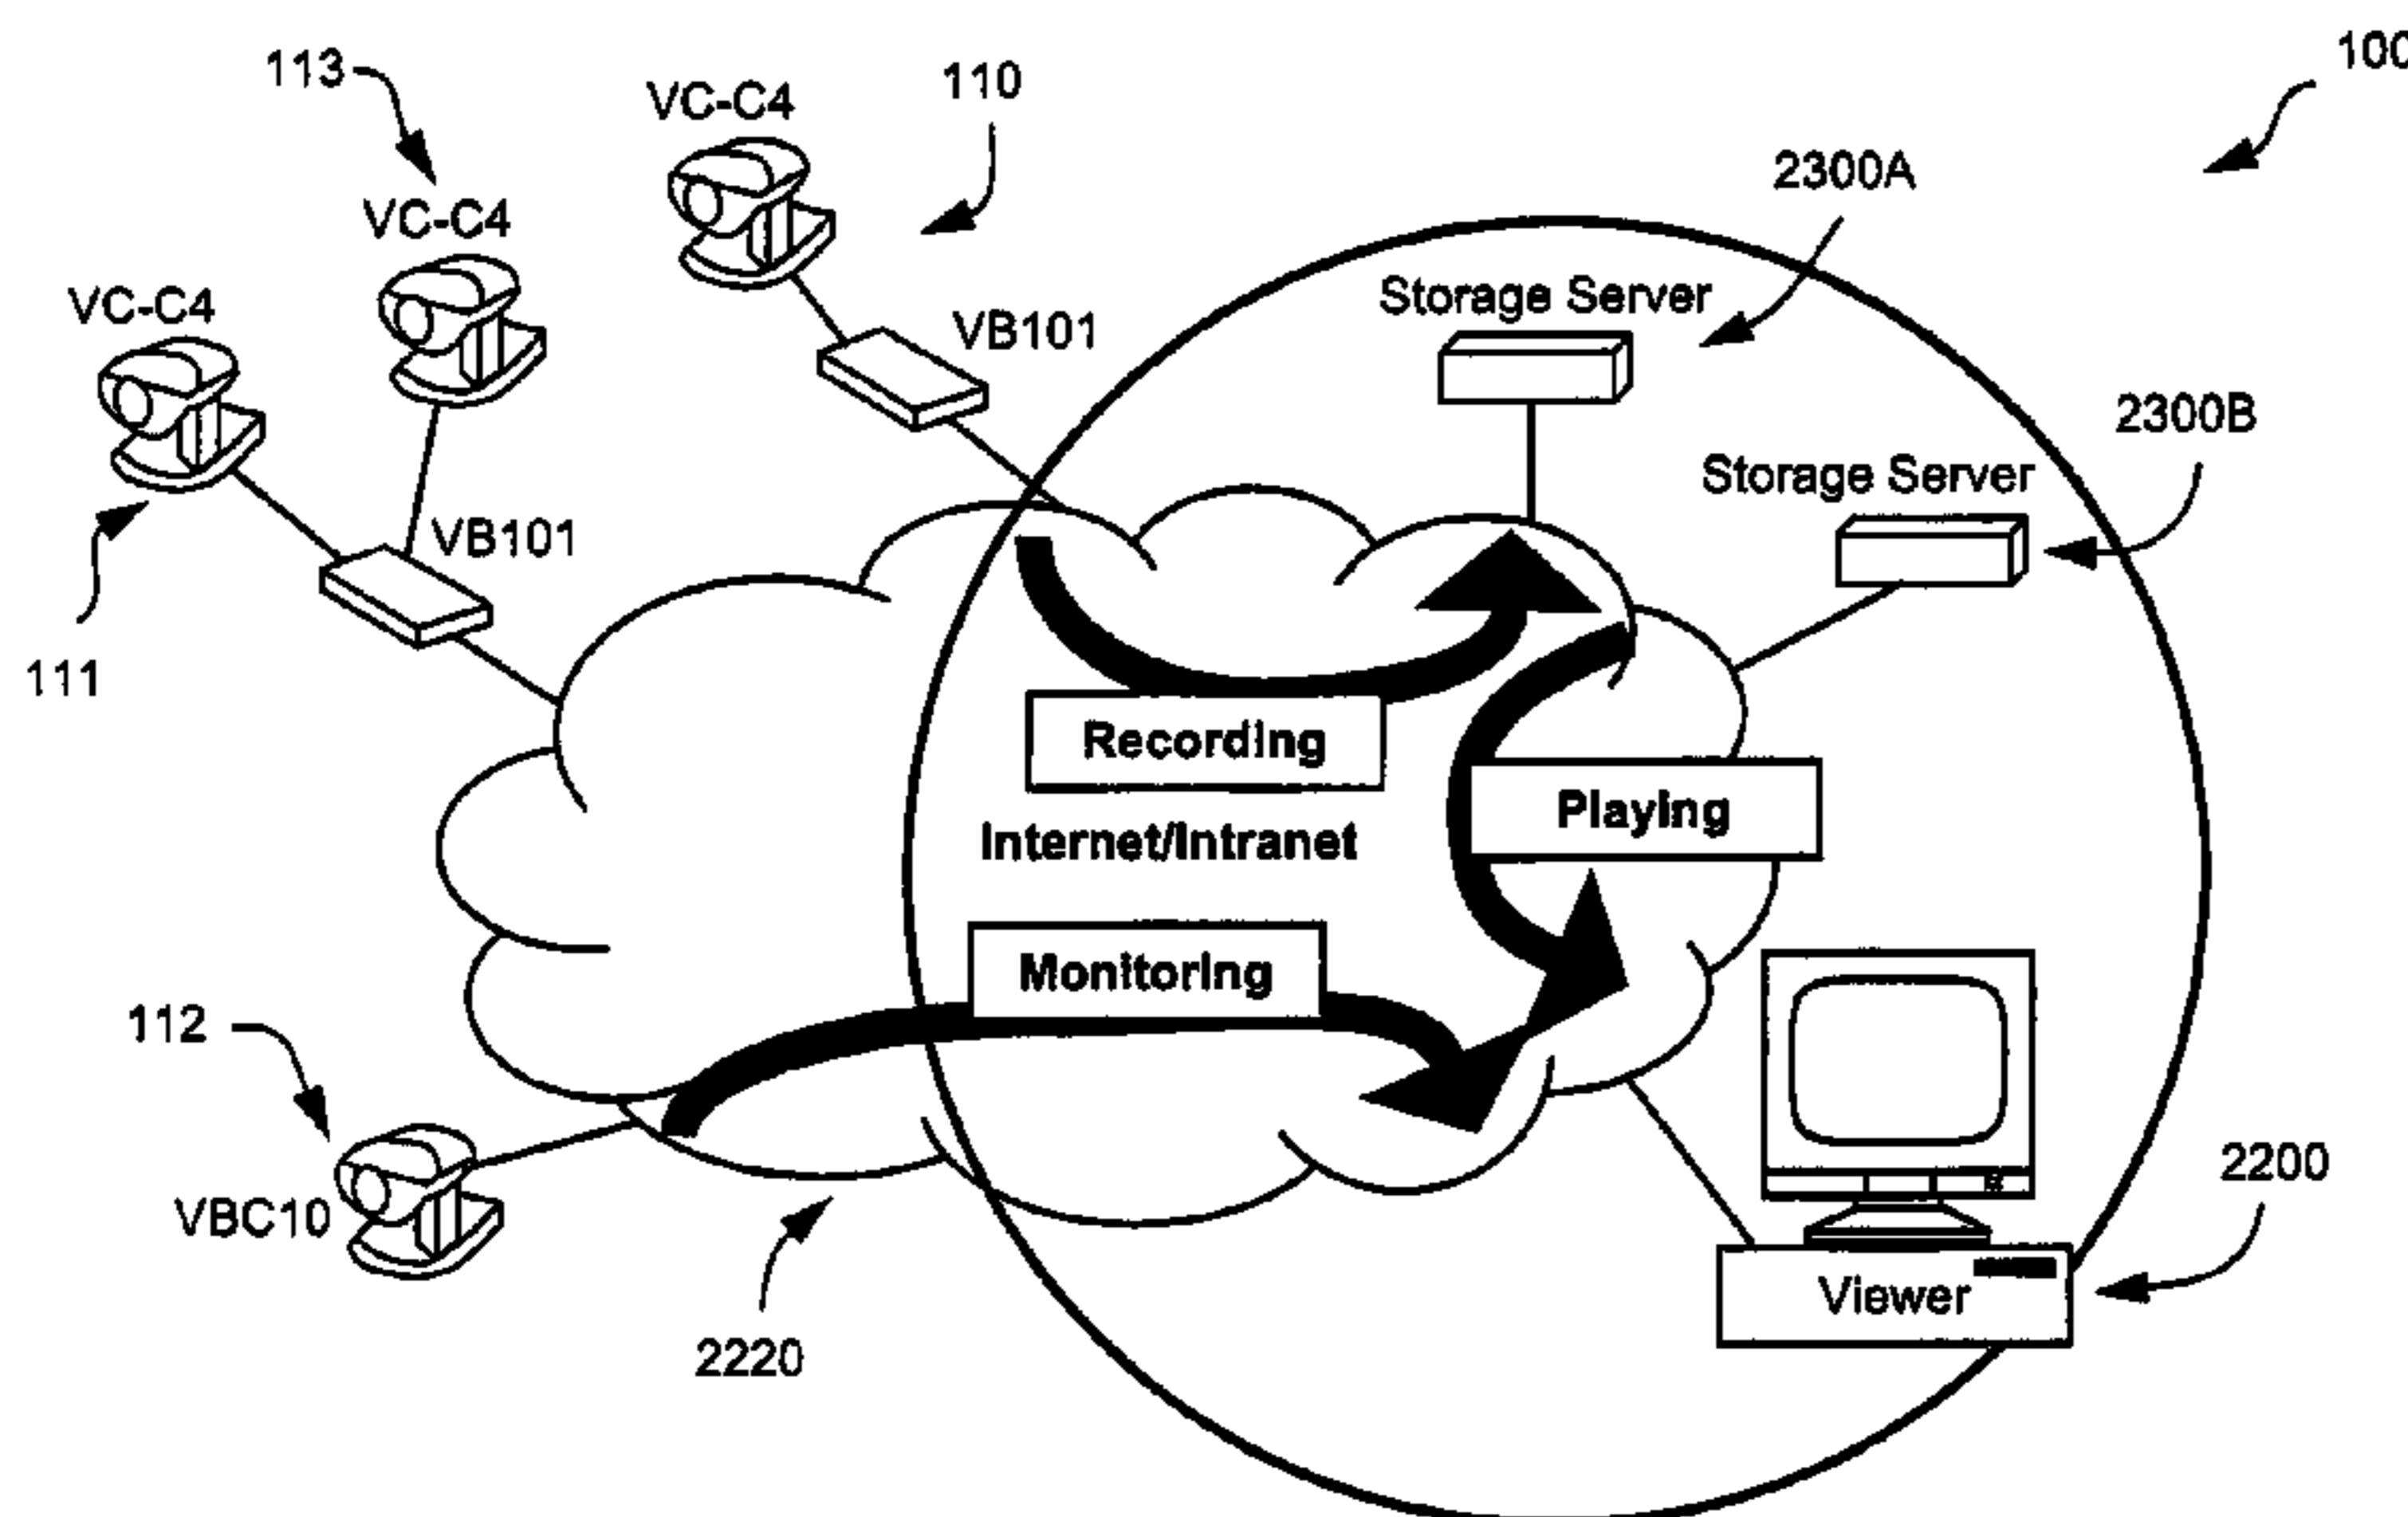 100
113
VC-C4
110
2300A
VC-C4
VC-C4
Storage Server
VB101
2300B
Storage Server
VB101
111
Recording
Playing
Internet/Intranet
Monitoring
112
VBC10
2200
Viewer
2220